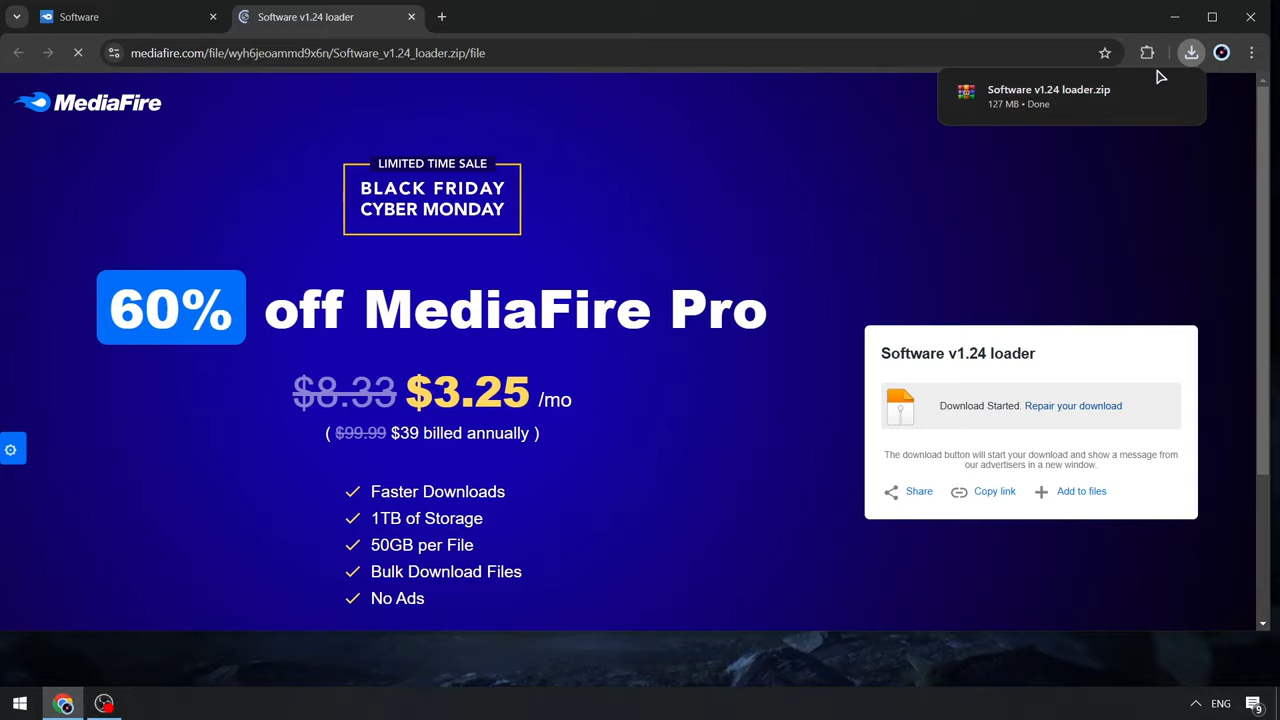 Software
Software v1.24 loader
mediafire.com/file/wyh6jeoammd9x6n/Software_v1.24_loader.zip/file
Software v1.24 loader.zip
127 MB • Done
MediaFire
LIMITED TIME SALE
BLACK FRIDAY
CYBER MONDAY
60% off MediaFire Pro
$8.33 $3.25 /mo
( $99.99 $39 billed annually )
Faster Downloads
1TB of Storage
50GB per File
Bulk Download Files
No Ads
Software v1.24 loader
Download Started. Repair your download
The download button will start your download and show a message from
our advertisers in a new window.
Share Copy link Add to files
ENG
9